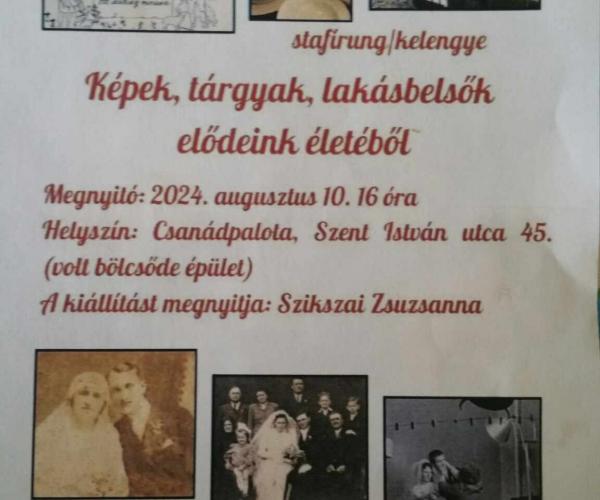 stafírung/kelengye
Képek, tárgyak, lakásbelsők
elődeink életéből
Megnyitó: 2024. augusztus 10. 16 óra
Helyszín: Csanádpalota, Szent István utca 45.
(volt bölcsőde épület)
A kiállítást megnyitja: Szikszai Zsuzsanna